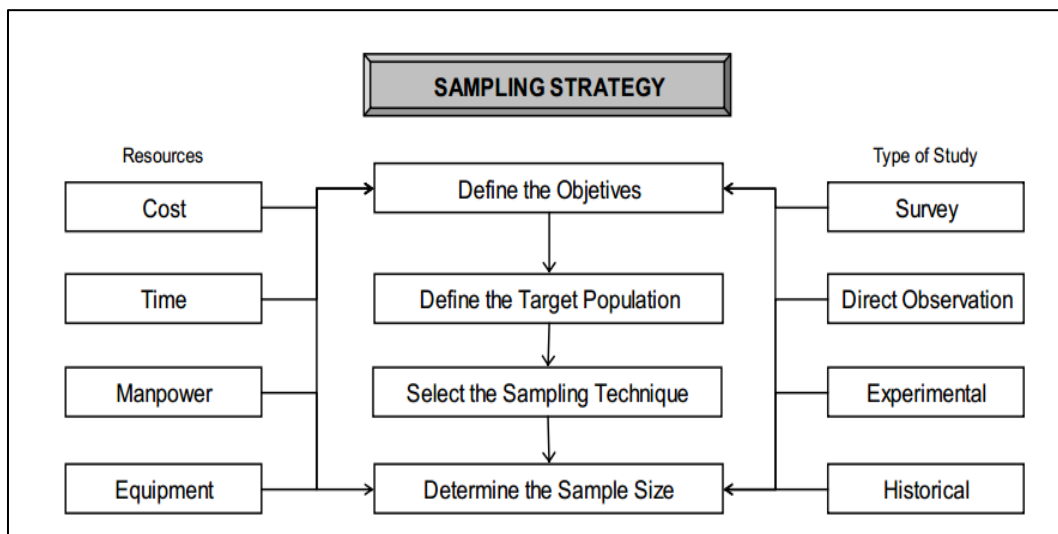 SAMPLING STRATEGY
Resources
Type of Study
Cost
Define the Objetives
Survey
Time
Define the Target Population
Direct Observation
Manpower
Select the Sampling Technique
Experimental
Equipment
Determine the Sample Size
Historical